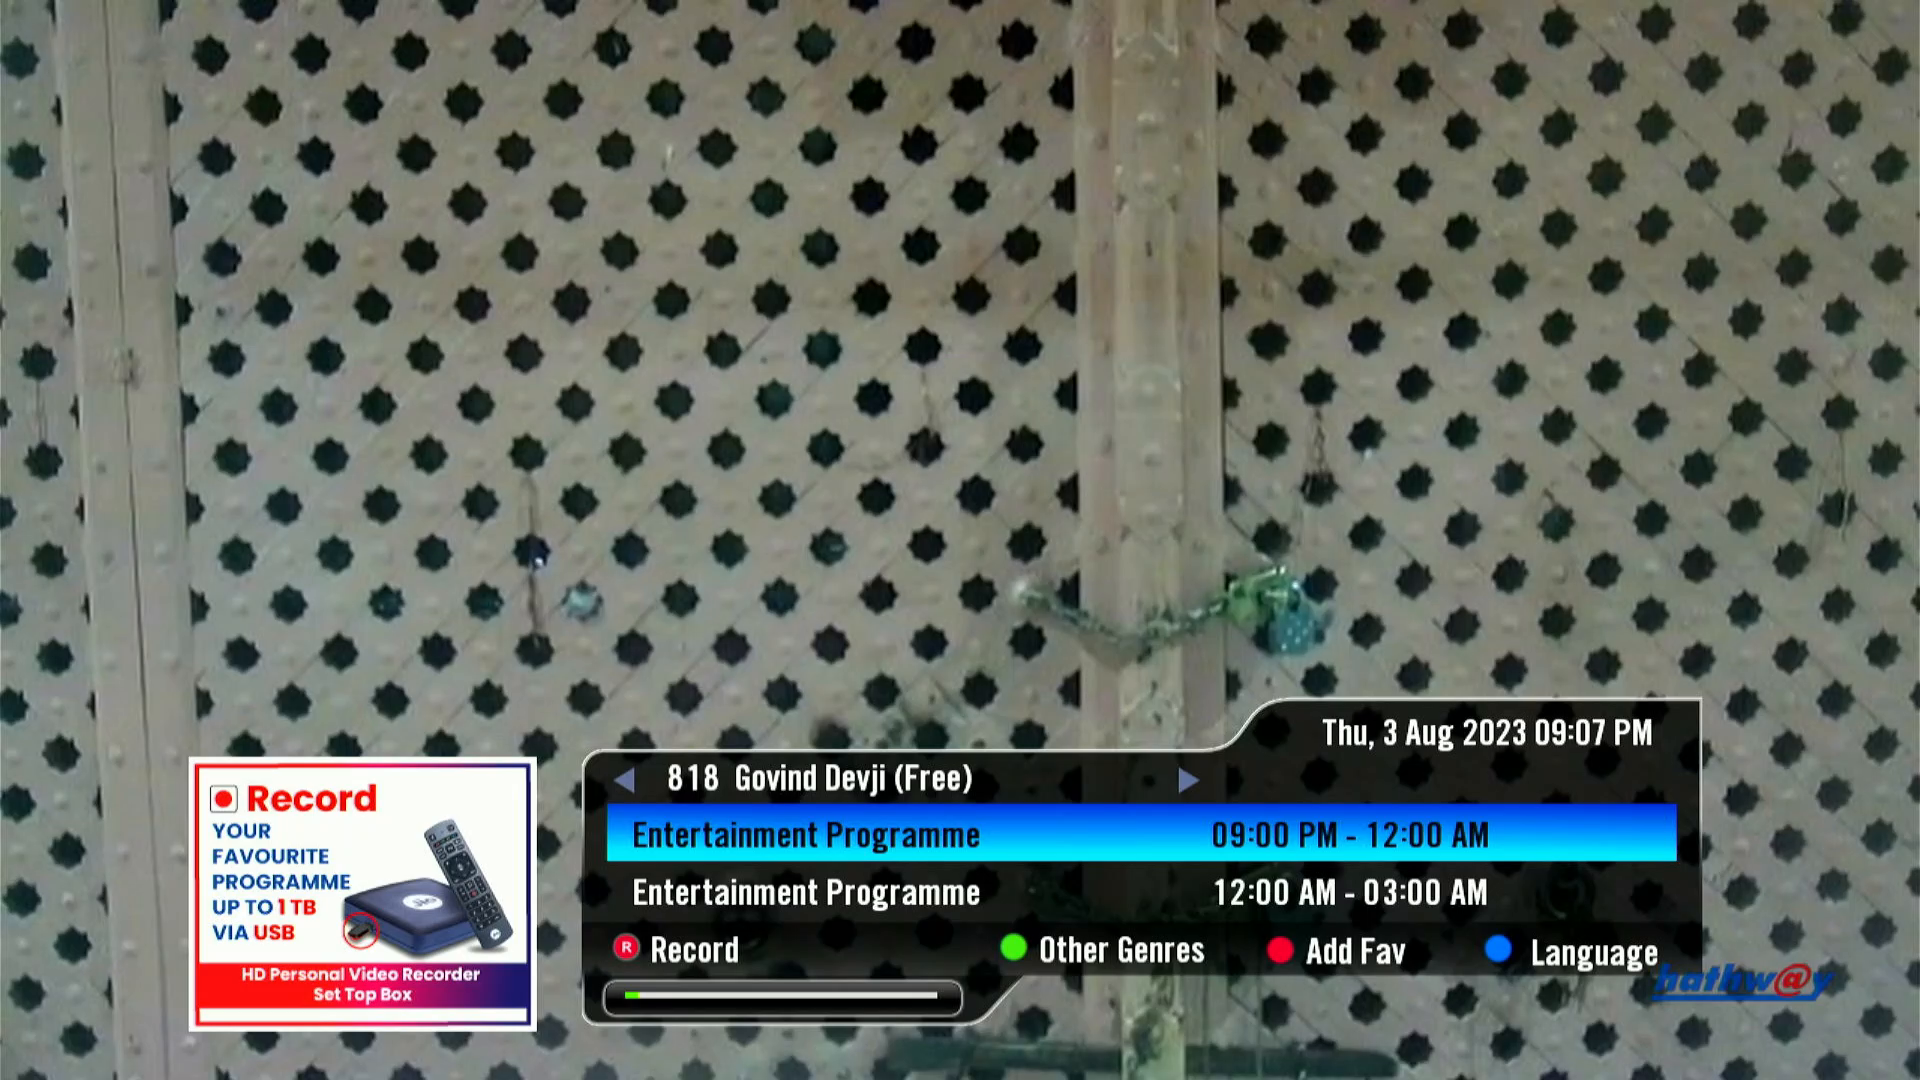 Thu, 3 Aug 2023 09:07 PM
818 Govind Devji (Free)
Entertainment Programme 09:00 PM - 12:00 AM
Entertainment Programme 12:00 AM - 03:00 AM
R Record
Other Genres
Add Fav
Language
hathw@y
Record
YOUR
FAVOURITE
PROGRAMME
UP TO 1 TB
VIA USB
HD Personal Video Recorder
Set Top Box